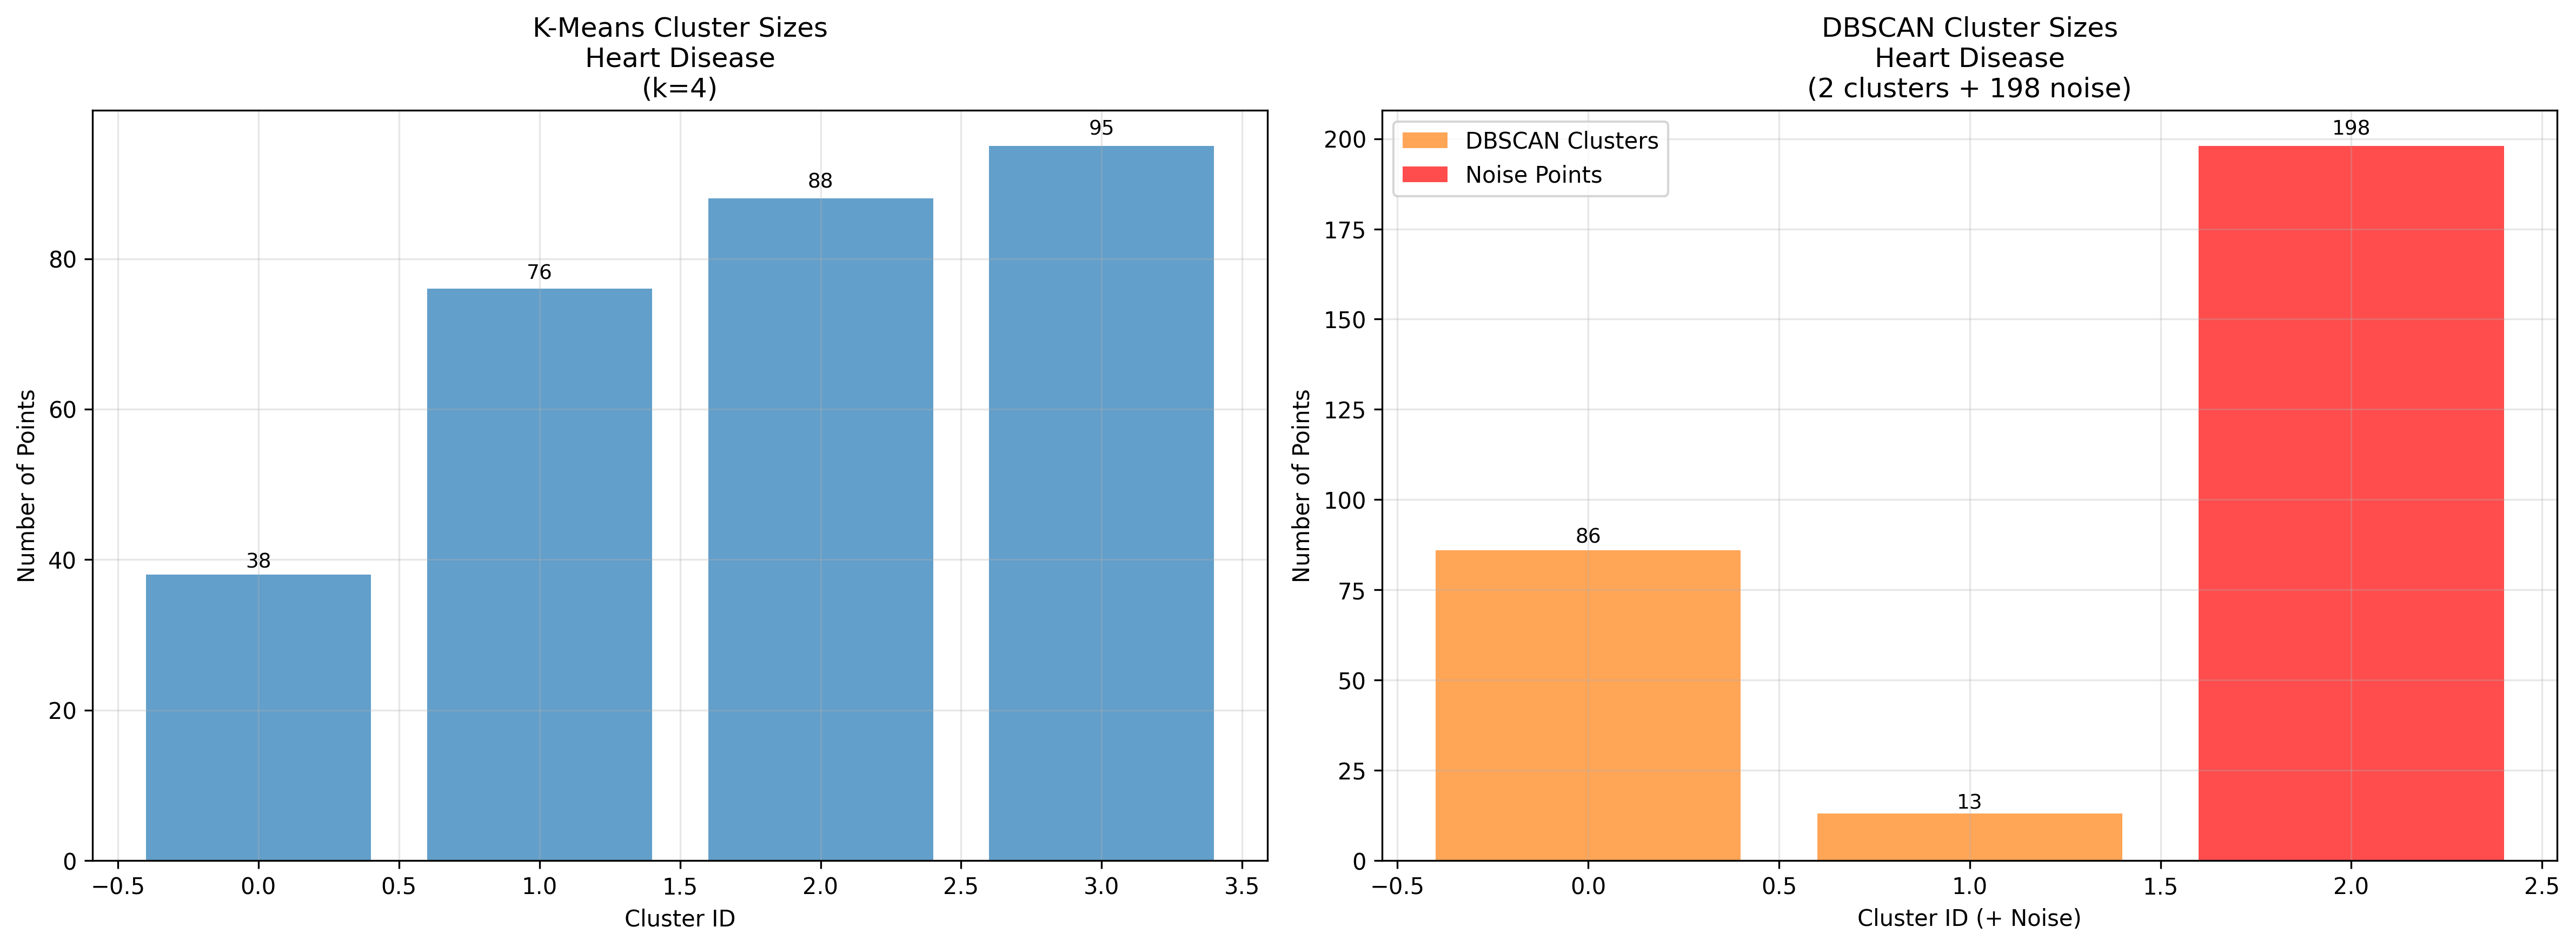 K-Means Cluster Sizes
Heart Disease
(k=4)
Number of Points
80
60
40
20
0
38
76
88
95
−0.5 0.0 0.5 1.0 1.5 2.0 2.5 3.0 3.5
Cluster ID
DBSCAN Cluster Sizes
Heart Disease
(2 clusters + 198 noise)
DBSCAN Clusters
Noise Points
Number of Points
200
175
150
125
100
75
50
25
0
86
13
198
−0.5 0.0 0.5 1.0 1.5 2.0 2.5
Cluster ID (+ Noise)